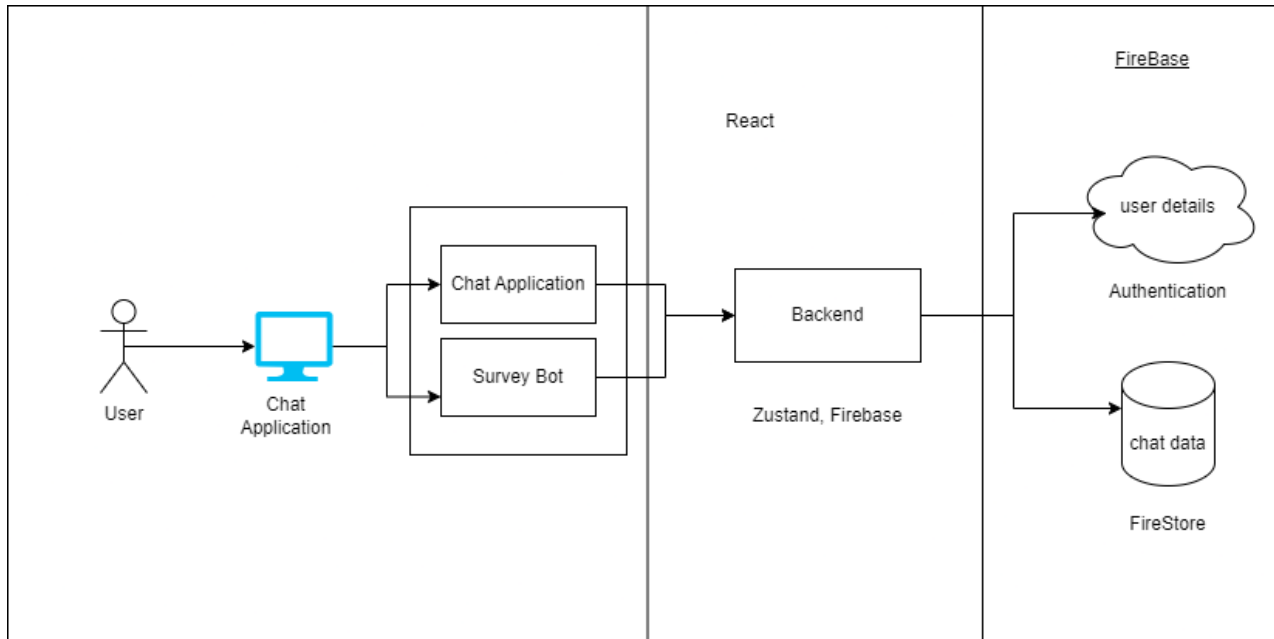 FireBase
React
user details
Chat Application
Authentication
Backend
Survey Bot
User
Chat
Application
Zustand, Firebase
chat data
FireStore